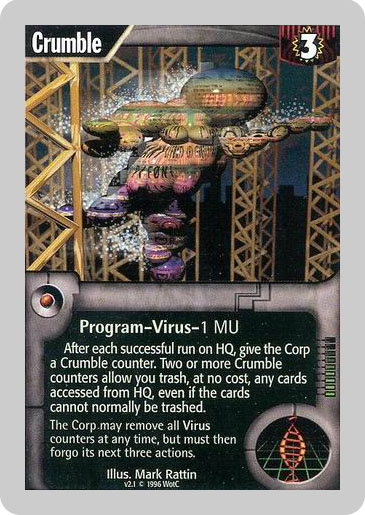 Crumble
3
Program-Virus-1 MU
After each successful run on HQ, give the Corp
a Crumble counter. Two or more Crumble
counters allow you trash, at no cost, any cards
accessed from HQ, even if the cards
cannot normally be trashed.
The Corp may remove all Virus
counters at any time, but must then
forgo its next three actions.
Illus. Mark Rattin
v2.1 © 1996 WotC